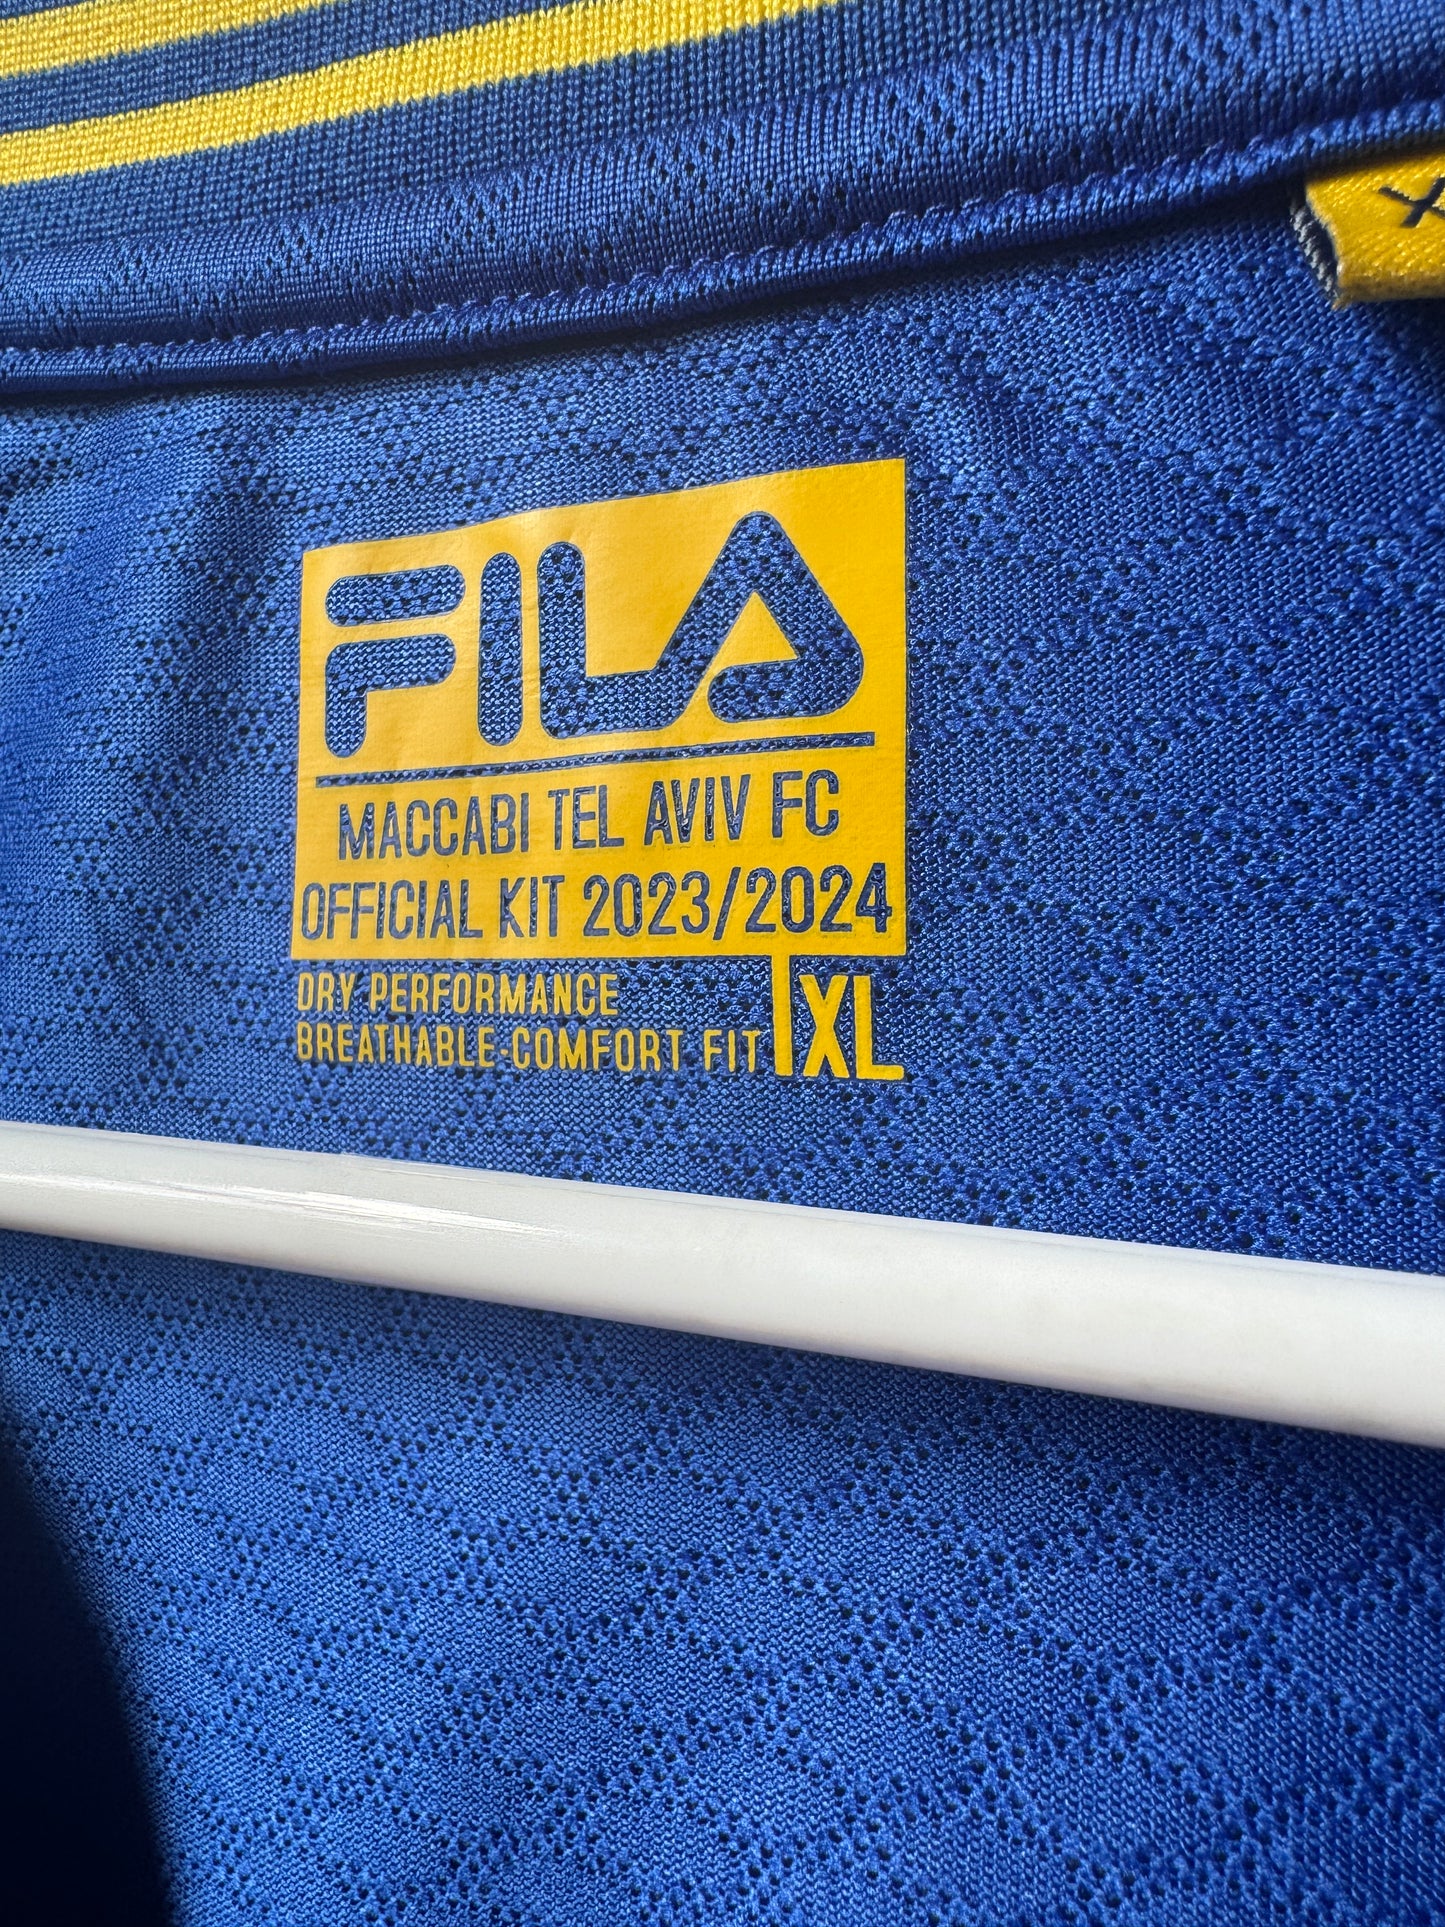 FILA
MACCABI TEL AVIV FC
OFFICIAL KIT 2023/2024
DRY PERFORMANCE
BREATHABLE-COMFORT FIT
XL